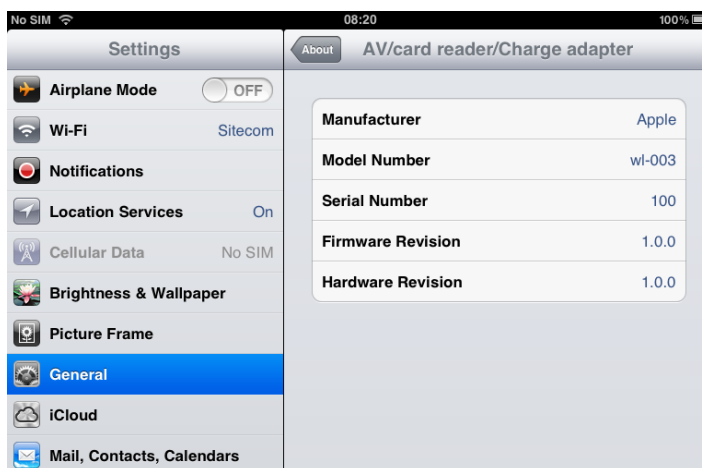 No SIM 08:20 100%
Settings
Airplane Mode OFF
Wi-Fi Sitecom
Notifications
Location Services On
Cellular Data No SIM
Brightness & Wallpaper
Picture Frame
General
iCloud
Mail, Contacts, Calendars
About AV/card reader/Charge adapter
Manufacturer Apple
Model Number wl-003
Serial Number 100
Firmware Revision 1.0.0
Hardware Revision 1.0.0